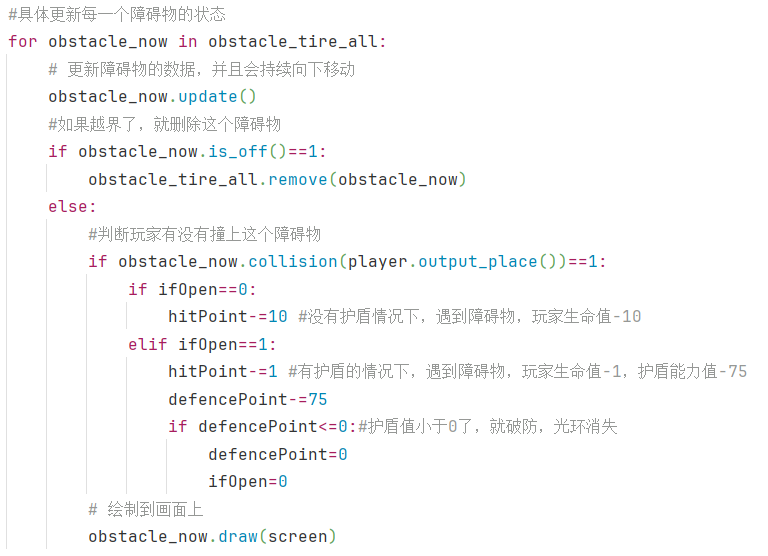 #具体更新每一个障碍物的状态
for obstacle_now in obstacle_tire_all:
    # 更新障碍物的数据，并且会持续向下移动
    obstacle_now.update()
    #如果越界了，就删除这个障碍物
    if obstacle_now.is_off()==1:
        obstacle_tire_all.remove(obstacle_now)
    else:
        #判断玩家有没有撞上这个障碍物
        if obstacle_now.collision(player.output_place())==1:
            if ifOpen==0:
                hitPoint-=10 #没有护盾情况下，遇到障碍物，玩家生命值-10
            elif ifOpen==1:
                hitPoint-=1 #有护盾的情况下，遇到障碍物，玩家生命值-1，护盾能力值-75
                defencePoint-=75
                if defencePoint<=0:#护盾值小于0了，就破防，光环消失
                    defencePoint=0
                    ifOpen=0
        # 绘制到画面上
        obstacle_now.draw(screen)